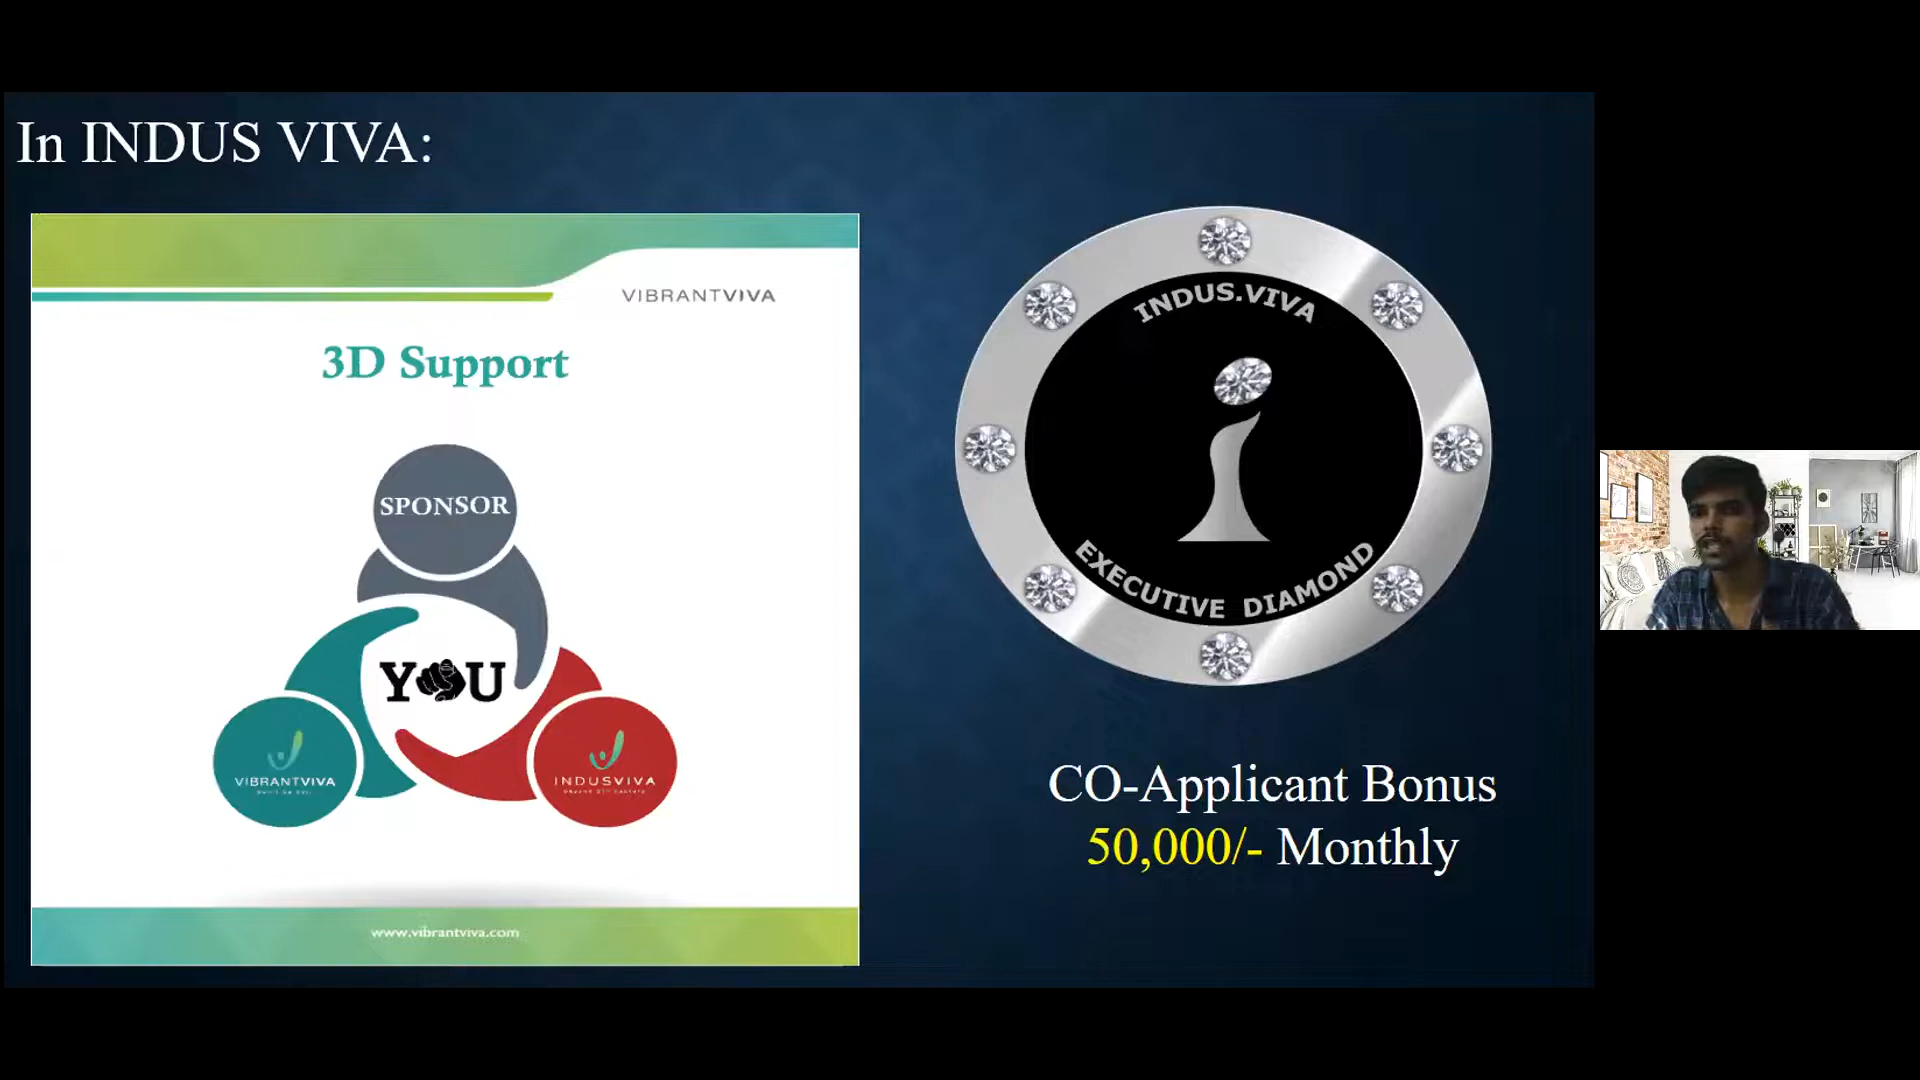 In INDUS VIVA:
VIBRANTVIVA
3D Support
SPONSOR
YOU
VIBRANTVIVA
INDUSVIVA
www.vibrantviva.com
INDUS.VIVA
i
EXECUTIVE DIAMOND
CO-Applicant Bonus
50,000/- Monthly